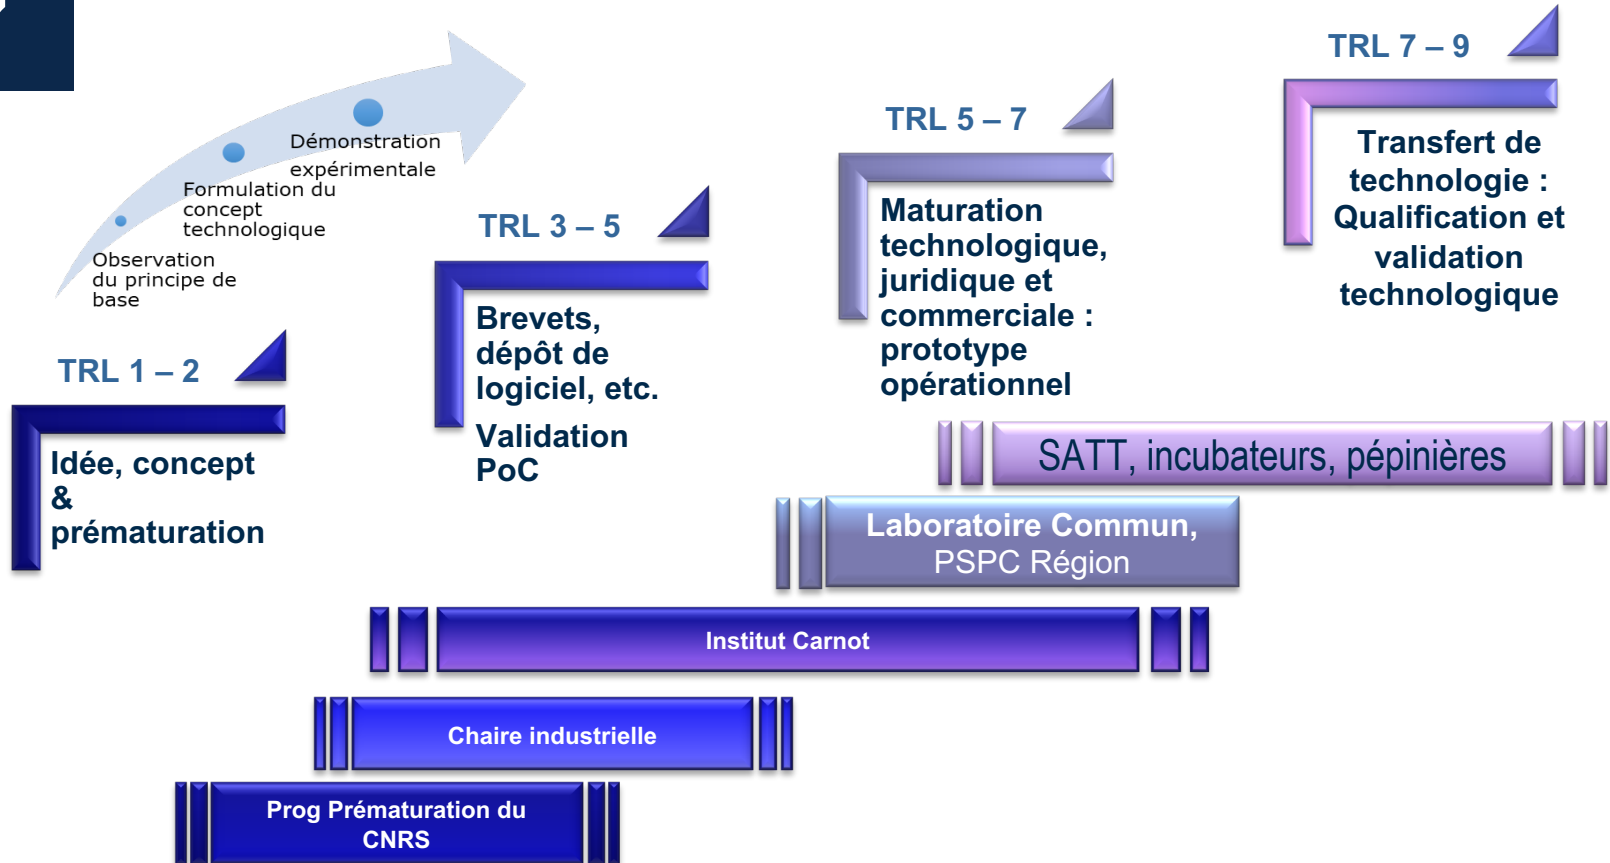 Démonstration
expérimentale
Formulation du
concept
technologique
Observation
du principe de
base
TRL 1 – 2
Idée, concept
&
prématuration
TRL 3 – 5
Brevets,
dépôt de
logiciel, etc.
Validation
PoC
TRL 5 – 7
Maturation
technologique,
juridique et
commerciale :
prototype
opérationnel
TRL 7 – 9
Transfert de
technologie :
Qualification et
validation
technologique
SATT, incubateurs, pépinières
Laboratoire Commun,
PSPC Région
Institut Carnot
Chaire industrielle
Prog Prématuration du
CNRS